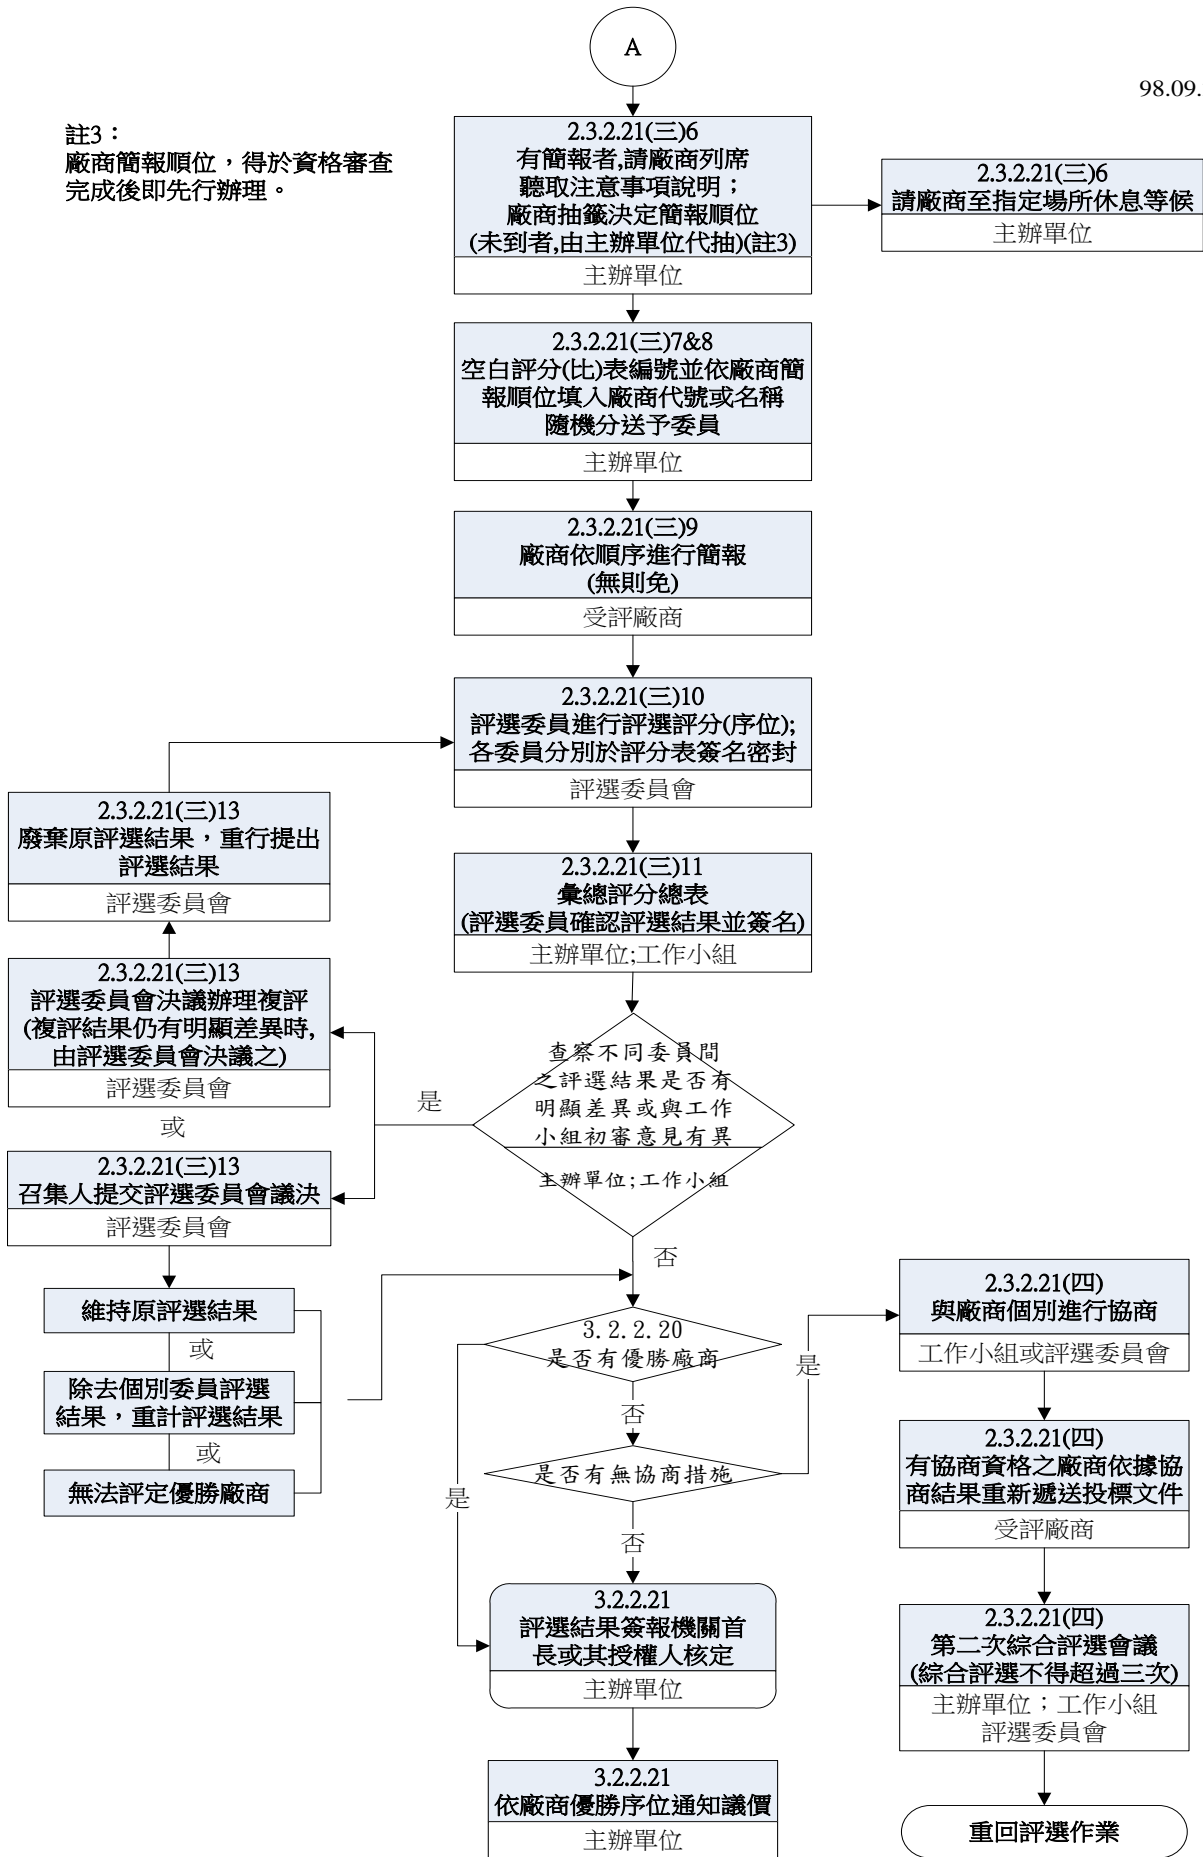 A
98.09.
註3：
廠商簡報順位，得於資格審查
完成後即先行辦理。
2.3.2.21(三)6
有簡報者,請廠商列席
聽取注意事項說明；
廠商抽籤決定簡報順位
(未到者,由主辦單位代抽)(註3)
主辦單位
2.3.2.21(三)6
請廠商至指定場所休息等候
主辦單位
2.3.2.21(三)7&8
空白評分(比)表編號並依廠商簡
報順位填入廠商代號或名稱
隨機分送予委員
主辦單位
2.3.2.21(三)9
廠商依順序進行簡報
(無則免)
受評廠商
2.3.2.21(三)10
評選委員進行評選評分(序位);
各委員分別於評分表簽名密封
評選委員會
2.3.2.21(三)13
廢棄原評選結果，重行提出
評選結果
評選委員會
2.3.2.21(三)11
彙總評分總表
(評選委員確認評選結果並簽名)
主辦單位;工作小組
2.3.2.21(三)13
評選委員會決議辦理複評
(複評結果仍有明顯差異時,
由評選委員會決議之)
評選委員會
或
查察不同委員間
之評選結果是否有
明顯差異或與工作
小組初審意見有異
主辦單位;工作小組
是
2.3.2.21(三)13
召集人提交評選委員會議決
評選委員會
否
維持原評選結果
或
除去個別委員評選
結果，重計評選結果
或
無法評定優勝廠商
3.2.2.20
是否有優勝廠商
是
否
是否有無協商措施
是
否
2.3.2.21(四)
與廠商個別進行協商
工作小組或評選委員會
2.3.2.21(四)
有協商資格之廠商依據協
商結果重新遞送投標文件
受評廠商
3.2.2.21
評選結果簽報機關首
長或其授權人核定
主辦單位
2.3.2.21(四)
第二次綜合評選會議
(綜合評選不得超過三次)
主辦單位；工作小組
評選委員會
3.2.2.21
依廠商優勝序位通知議價
主辦單位
重回評選作業